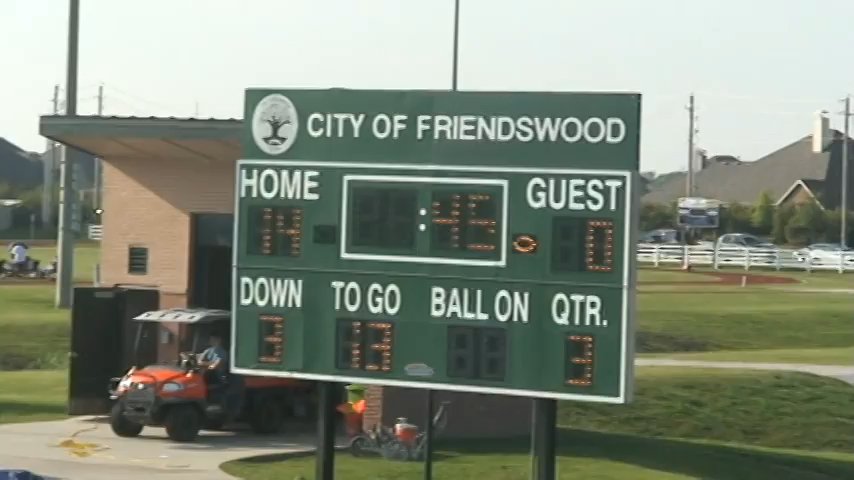 CITY OF FRIENDSWOOD
HOME GUEST
14 :45 0
DOWN TO GO BALL ON QTR.
3 13 3